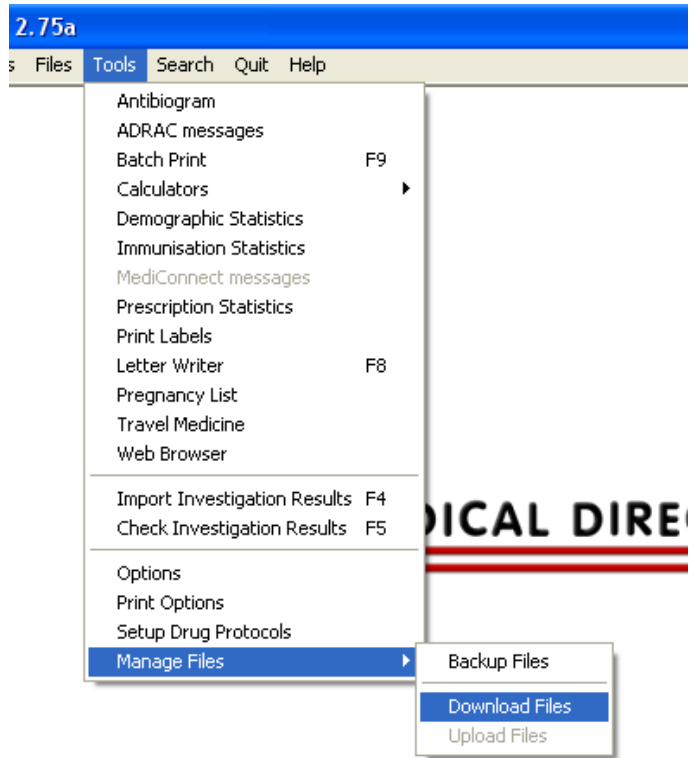 2.75a
s Files Tools Search Quit Help
Antibiogram
ADRAC messages
Batch Print F9
Calculators
Demographic Statistics
Immunisation Statistics
MediConnect messages
Prescription Statistics
Print Labels
Letter Writer F8
Pregnancy List
Travel Medicine
Web Browser
Import Investigation Results F4
Check Investigation Results F5
DICAL DIRE
Options
Print Options
Setup Drug Protocols
Manage Files
Backup Files
Download Files
Upload Files